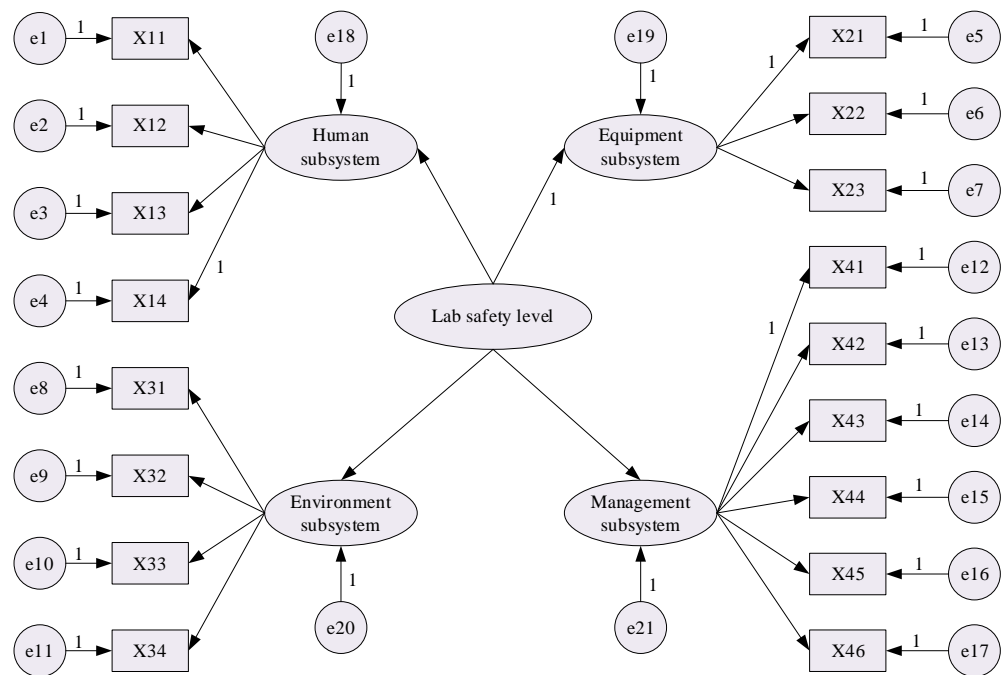 e1
1
X11
e18
1
e19
1
X21
1
e5
1
e2
1
X12
Human
subsystem
Equipment
subsystem
X22
1
e6
e3
1
X13
X23
1
e7
1
e4
1
X14
1
Lab safety level
X41
1
e12
1
X42
1
e13
e8
1
X31
X43
1
e14
e9
1
X32
Environment
subsystem
Management
subsystem
X44
1
e15
e10
1
X33
X45
1
e16
1
e20
1
e21
e11
1
X34
X46
1
e17